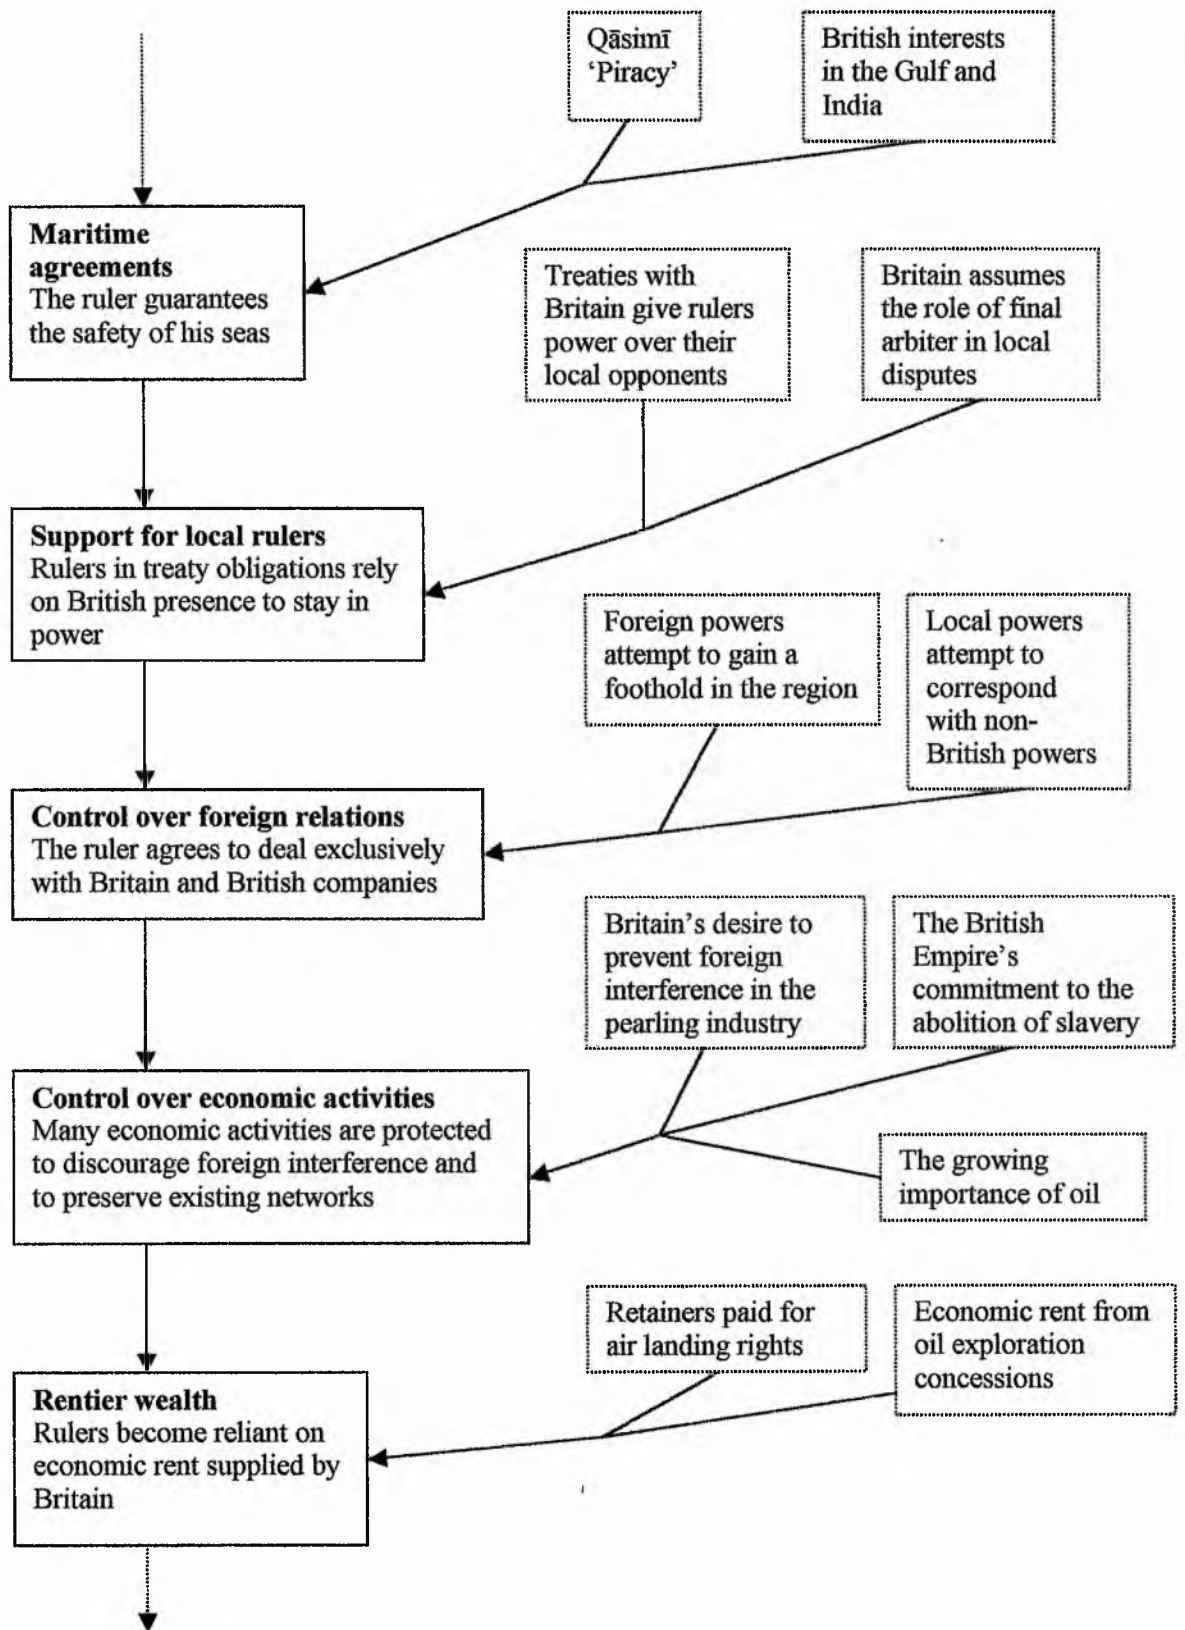 Qāsimī
‘Piracy’
British interests
in the Gulf and
India
Maritime
agreements
The ruler guarantees
the safety of his seas
Treaties with
Britain give rulers
power over their
local opponents
Britain assumes
the role of final
arbiter in local
disputes
Support for local rulers
Rulers in treaty obligations rely
on British presence to stay in
power
Foreign powers
attempt to gain a
foothold in the region
Local powers
attempt to
correspond
with non-
British powers
Control over foreign relations
The ruler agrees to deal exclusively
with Britain and British companies
Britain’s desire to
prevent foreign
interference in the
pearling industry
The British
Empire’s
commitment to the
abolition of slavery
Control over economic activities
Many economic activities are protected
to discourage foreign interference and
to preserve existing networks
The growing
importance of oil
Retainers paid for
air landing rights
Economic rent from
oil exploration
concessions
Rentier wealth
Rulers become reliant on
economic rent supplied by
Britain